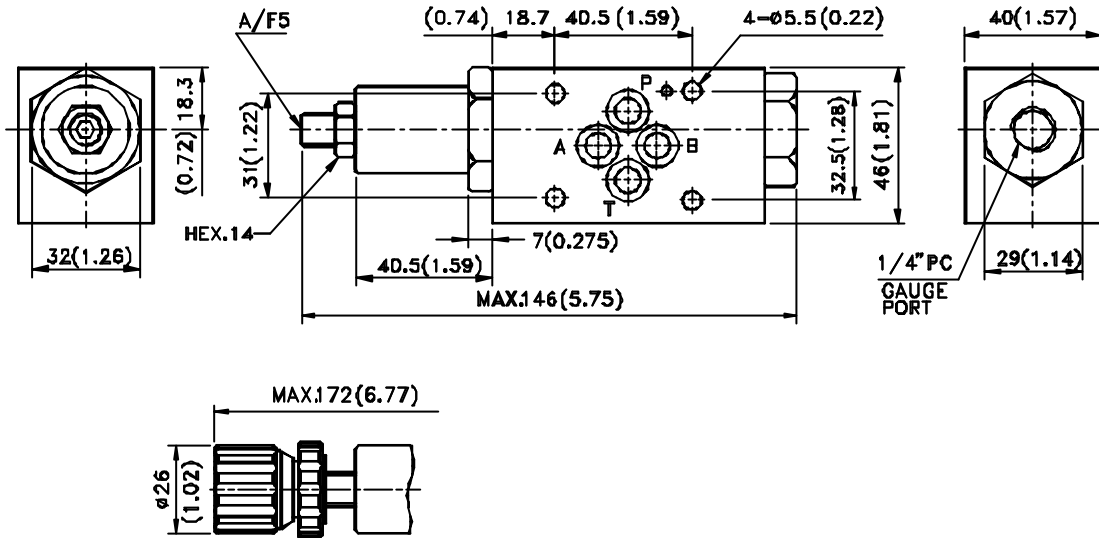 A/F5
(0.74)
18.7
40.5(1.59)
4-ø5.5(0.22)
40(1.57)
18.3
(0.72)
32(1.26)
31(1.22)
HEX.14
P
A
B
T
32.5(1.28)
46(1.81)
7(0.275)
40.5(1.59)
MAX.146(5.75)
1/4"PC
GAUGE
PORT
29(1.14)
MAX.172(6.77)
ø26
(1.02)